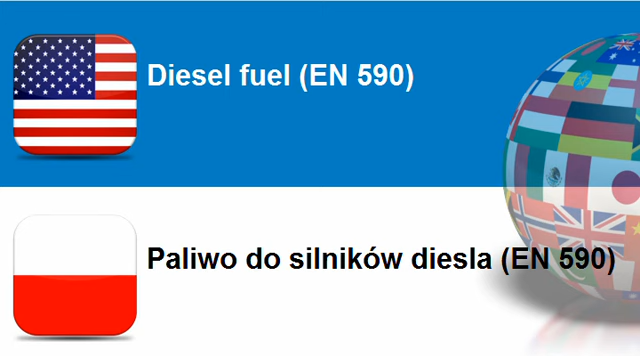 Diesel fuel (EN 590)
Paliwo do silników diesla (EN 590)